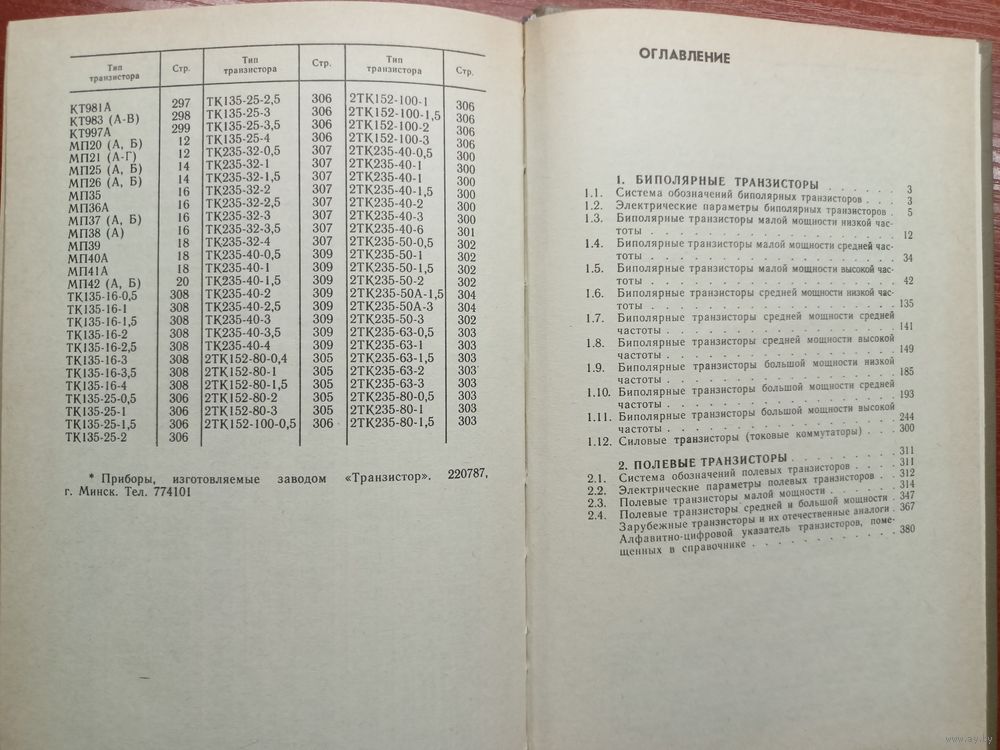 Тип транзистора Стр. Тип транзистора Стр. Тип транзистора Стр.
КТ981А 297 ТК135-25-2,5 306 2ТК152-100-1 306
КТ983 (А-В) 298 ТК135-25-3 306 2ТК152-100-1,5 306
КТ997А 299 ТК135-25-3,5 306 2ТК152-100-2 306
МП20 (А, Б) 12 ТК135-25-4 306 2ТК152-100-3 306
МП21 (А-Г) 12 ТК235-32-0,5 307 2ТК235-40-0,5 300
МП25 (А, Б) 14 ТК235-32-1 307 2ТК235-40-1 300
МП26 (А, Б) 14 ТК235-32-1,5 307 2ТК235-40-1 300
МП35 16 ТК235-32-2 307 2ТК235-40-1,5 300
МП36А 16 ТК235-32-2,5 307 2ТК235-40-2 300
МП37 (А, Б) 16 ТК235-32-3 307 2ТК235-40-3 300
МП38 (А) 16 ТК235-32-3,5 307 2ТК235-40-6 301
МП39 18 ТК235-32-4 307 2ТК235-50-0,5 302
МП40А 18 ТК235-40-0,5 309 2ТК235-50-1 302
МП41А 18 ТК235-40-1 309 2ТК235-50-1,5 302
МП42 (А, Б) 20 ТК235-40-1,5 309 2ТК235-50-2 302
ТК135-16-0,5 308 ТК235-40-2 309 2ТК235-50А-1,5 304
ТК135-16-1 308 ТК235-40-2,5 309 2ТК235-50А-3 304
ТК135-16-1,5 308 ТК235-40-3 309 2ТК235-50-3 302
ТК135-16-2 308 ТК235-40-3,5 309 2ТК235-63-0,5 303
ТК135-16-2,5 308 ТК235-40-4 309 2ТК235-63-1 303
ТК135-16-3 308 2ТК152-80-0,4 305 2ТК235-63-1,5 303
ТК135-16-3,5 308 2ТК152-80-1 305 2ТК235-63-2 303
ТК135-16-4 308 2ТК152-80-1,5 305 2ТК235-63-3 303
ТК135-25-0,5 306 2ТК152-80-2 305 2ТК235-80-0,5 303
ТК135-25-1 306 2ТК152-80-3 305 2ТК235-80-1 303
ТК135-25-1,5 306 2ТК152-100-0,5 306 2ТК235-80-1,5 303
ТК135-25-2 306
* Приборы, изготовляемые заводом «Транзистор». 220787,
г. Минск. Тел. 774101
ОГЛАВЛЕНИЕ
1. БИПОЛЯРНЫЕ ТРАНЗИСТОРЫ . . . . . . 3
1.1. Система обозначений биполярных транзисторов . . . 3
1.2. Электрические параметры биполярных транзисторов . 5
1.3. Биполярные транзисторы малой мощности низкой час-
тоты . . . . . . . . . . . . . . . 12
1.4. Биполярные транзисторы малой мощности средней час-
тоты . . . . . . . . . . . . . . . 34
1.5. Биполярные транзисторы малой мощности высокой час-
тоты . . . . . . . . . . . . . . . 42
1.6. Биполярные транзисторы средней мощности низкой час-
тоты . . . . . . . . . . . . . . . 135
1.7. Биполярные транзисторы средней мощности средней
частоты . . . . . . . . . . . . . . 141
1.8. Биполярные транзисторы средней мощности высокой
частоты . . . . . . . . . . . . . . 149
1.9. Биполярные транзисторы большой мощности низкой
частоты . . . . . . . . . . . . . . 185
1.10. Биполярные транзисторы большой мощности средней
частоты . . . . . . . . . . . . . . 193
1.11. Биполярные транзисторы большой мощности высокой
частоты . . . . . . . . . . . . . . 244
1.12. Силовые транзисторы (токовые коммутаторы) . . . 300
2. ПОЛЕВЫЕ ТРАНЗИСТОРЫ . . . . . . . . 311
2.1. Система обозначений полевых транзисторов . . . . 311
2.2. Электрические параметры полевых транзисторов . . 312
2.3. Полевые транзисторы малой мощности . . . . . 314
2.4. Полевые транзисторы средней и большой мощности . 347
Зарубежные транзисторы и их отечественные аналоги . 367
Алфавитно-цифровой указатель транзисторов, поме-
щенных в справочнике . . . . . . . . . . . 380
www.ay.by